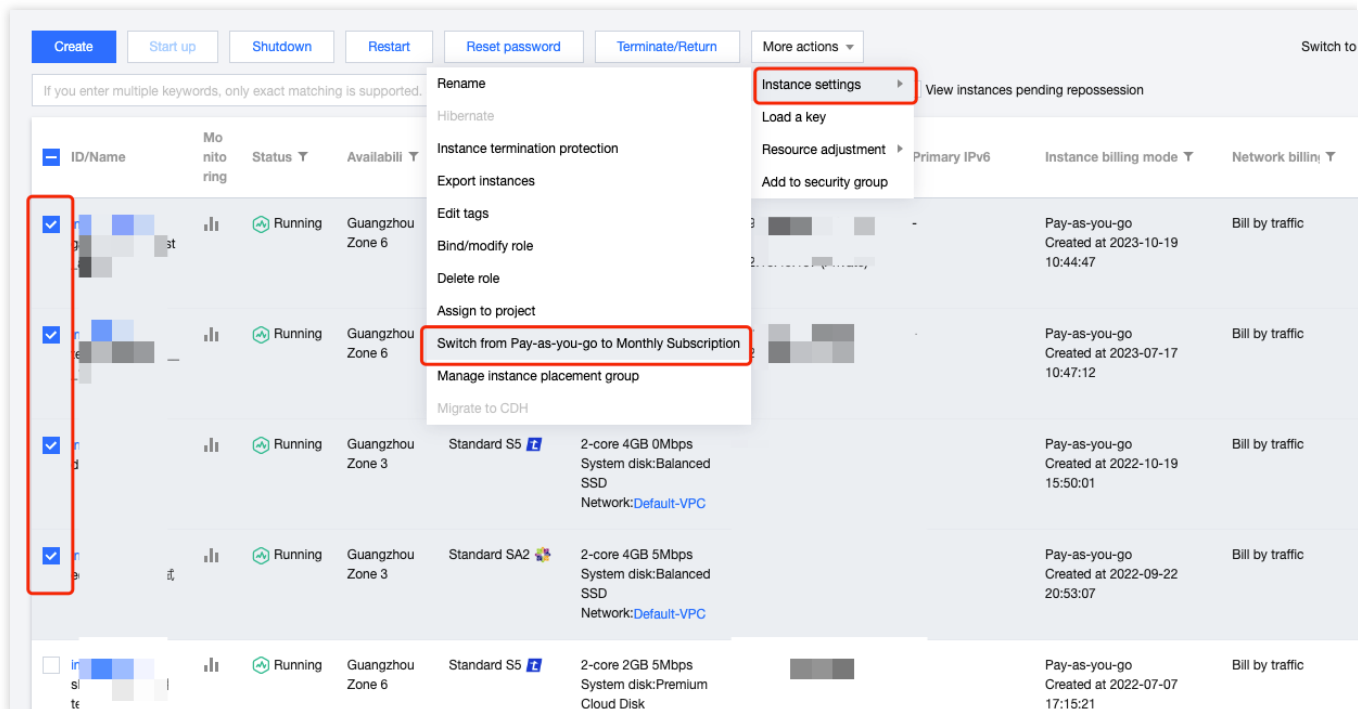 Create
Start up
Shutdown
Restart
Reset password
Terminate/Return
More actions
Switch to
If you enter multiple keywords, only exact matching is supported.
View instances pending repossession
Instance settings
Load a key
Resource adjustment
Add to security group
Rename
Hibernate
Instance termination protection
Export instances
Edit tags
Bind/modify role
Delete role
Assign to project
Switch from Pay-as-you-go to Monthly Subscription
Manage instance placement group
Migrate to CDH
ID/Name
Mo
nito
ring
Status
Availabili
Primary IPv6
Instance billing mode
Network billing
Running
Guangzhou
Zone 6
-
Pay-as-you-go
Created at 2023-10-19
10:44:47
Bill by traffic
Running
Guangzhou
Zone 6
Pay-as-you-go
Created at 2023-07-17
10:47:12
Bill by traffic
Running
Guangzhou
Zone 3
Standard S5
2-core 4GB 0Mbps
System disk:Balanced
SSD
Network:Default-VPC
Pay-as-you-go
Created at 2022-10-19
15:50:01
Bill by traffic
Running
Guangzhou
Zone 3
Standard SA2
2-core 4GB 5Mbps
System disk:Balanced
SSD
Network:Default-VPC
Pay-as-you-go
Created at 2022-09-22
20:53:07
Bill by traffic
Running
Guangzhou
Zone 6
Standard S5
2-core 2GB 5Mbps
System disk:Premium
Cloud Disk
Pay-as-you-go
Created at 2022-07-07
17:15:21
Bill by traffic